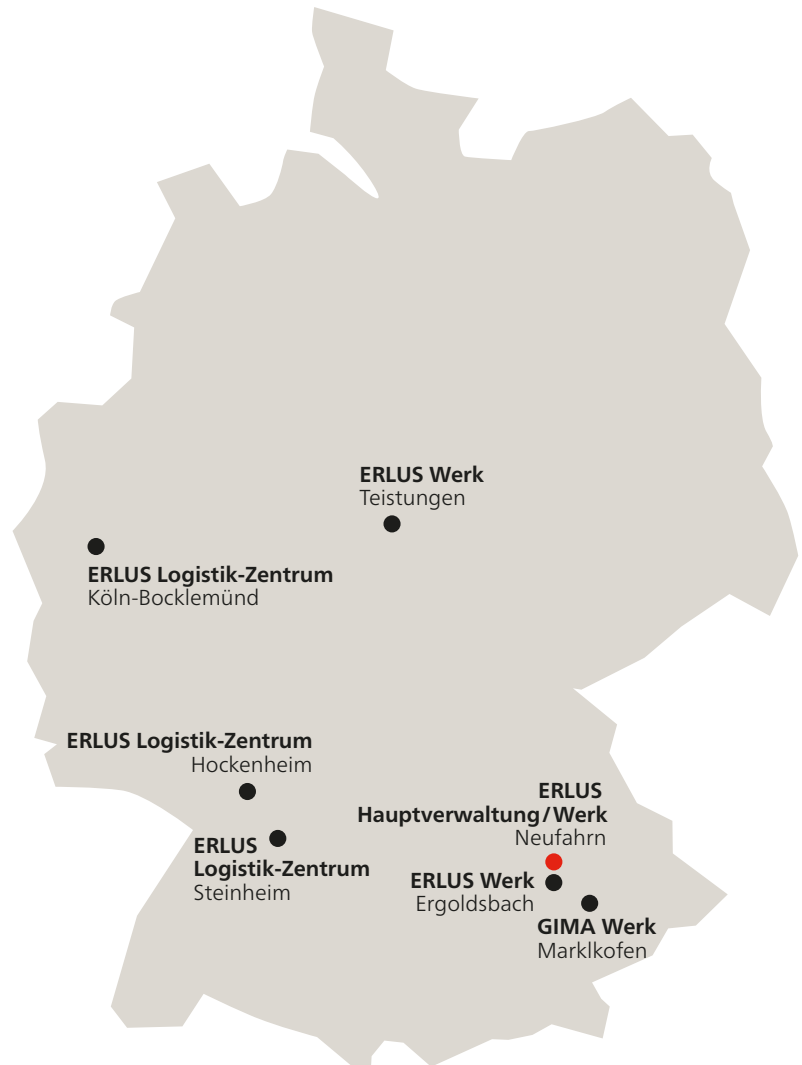 ERLUS Werk
Teistungen
ERLUS Logistik-Zentrum
Köln-Bocklemünd
ERLUS Logistik-Zentrum
Hockenheim
ERLUS
Logistik-Zentrum
Steinheim
ERLUS
Hauptverwaltung/Werk
Neufahrn
ERLUS Werk
Ergoldsbach
GIMA Werk
Marklkofen